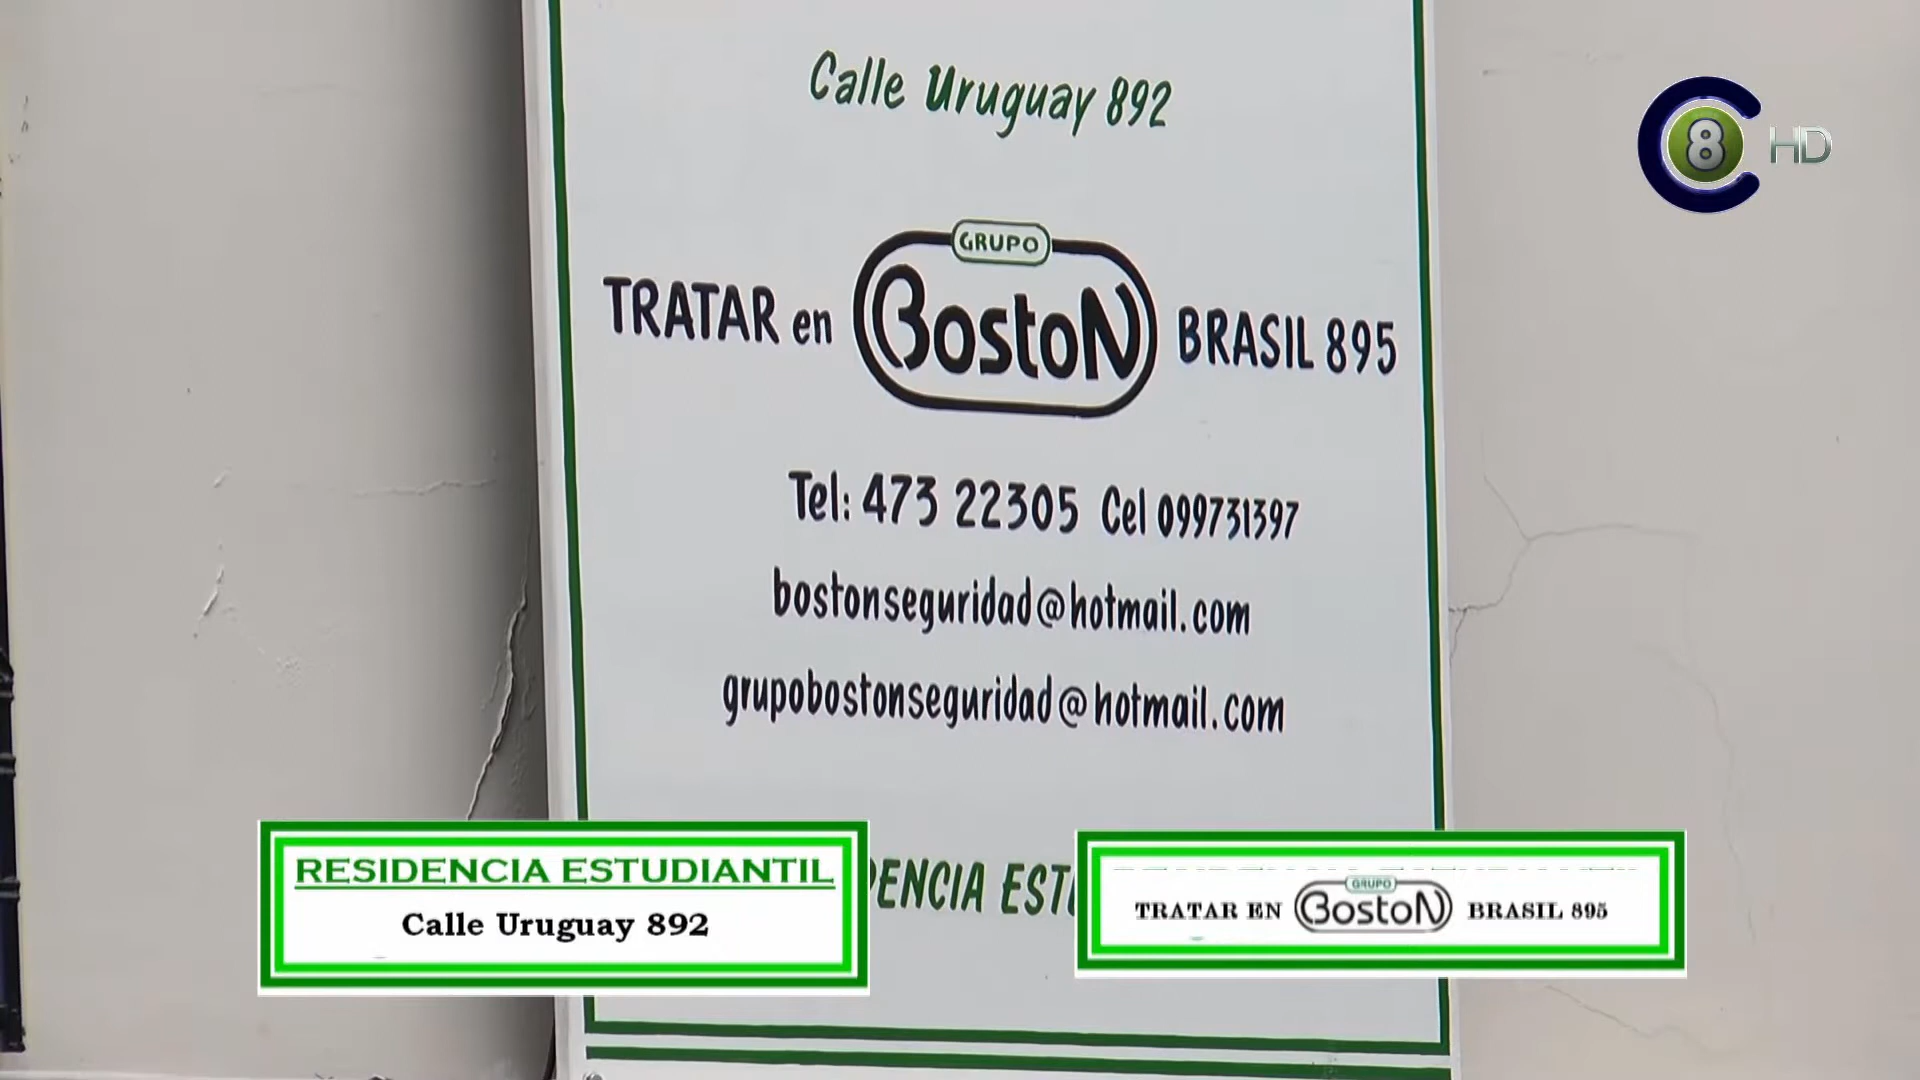 Calle Uruguay 892
C8 HD
GRUPO
TRATAR en BostoN BRASIL 895
Tel: 473 22305 Cel 099731397
bostonseguridad@hotmail.com
grupobostonseguridad@hotmail.com
RESIDENCIA ESTUDIANTIL
Calle Uruguay 892
GRUPO
TRATAR EN BostoN BRASIL 895